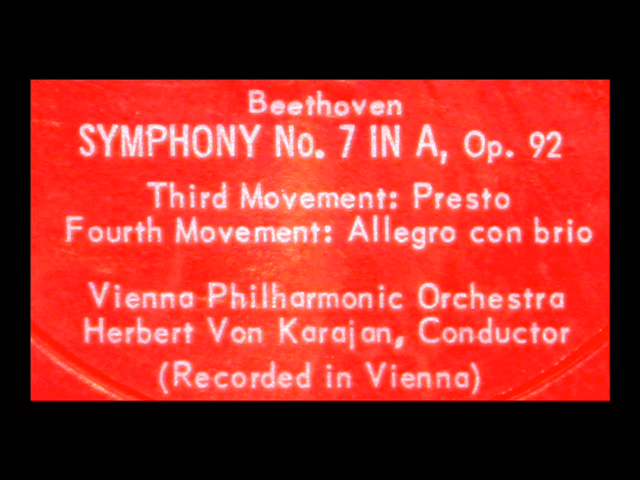 Beethoven
SYMPHONY No. 7 IN A, Op. 92
Third Movement: Presto
Fourth Movement: Allegro con brio
Vienna Philharmonic Orchestra
Herbert Von Karajan, Conductor
(Recorded in Vienna)